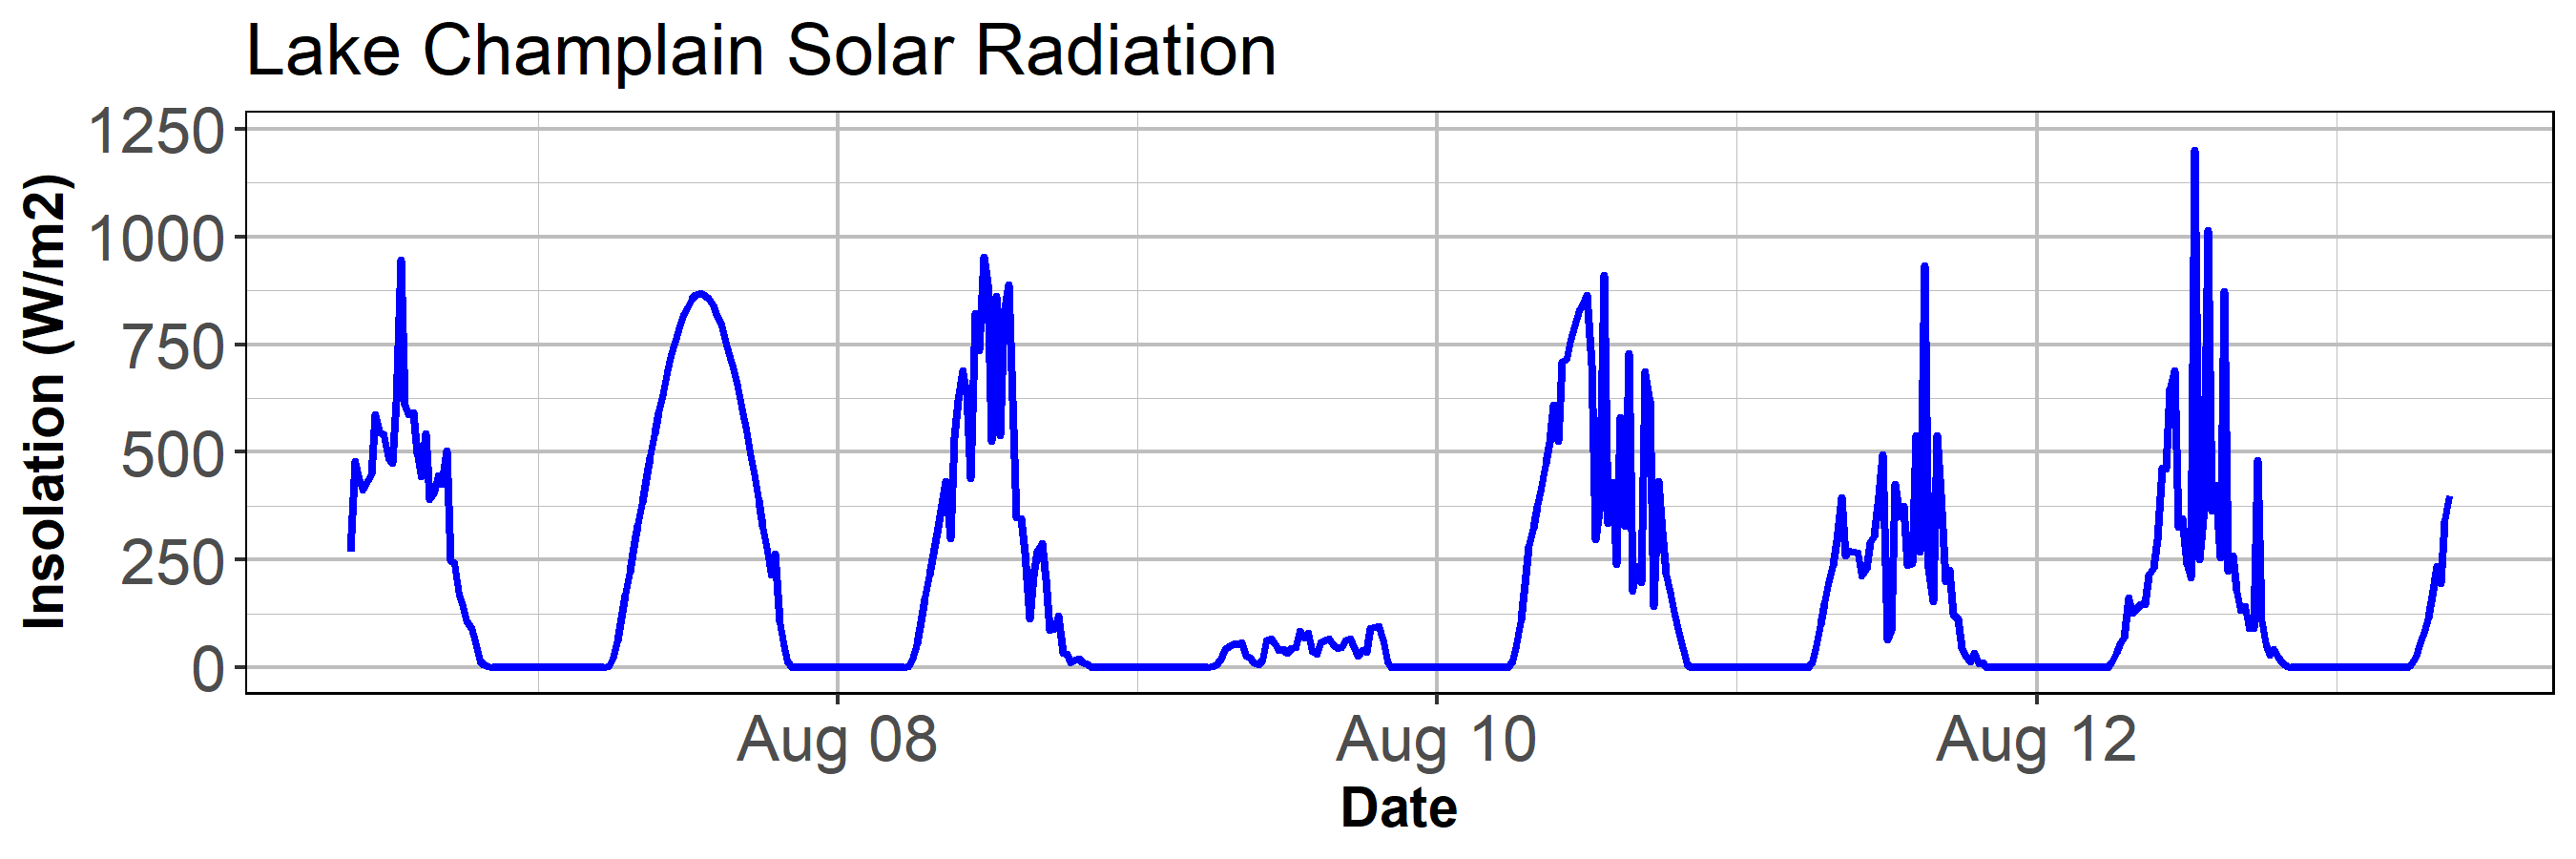 Lake Champlain Solar Radiation
1250
1000
750
500
250
0
Insolation (W/m2)
Aug 08
Aug 10
Aug 12
Date